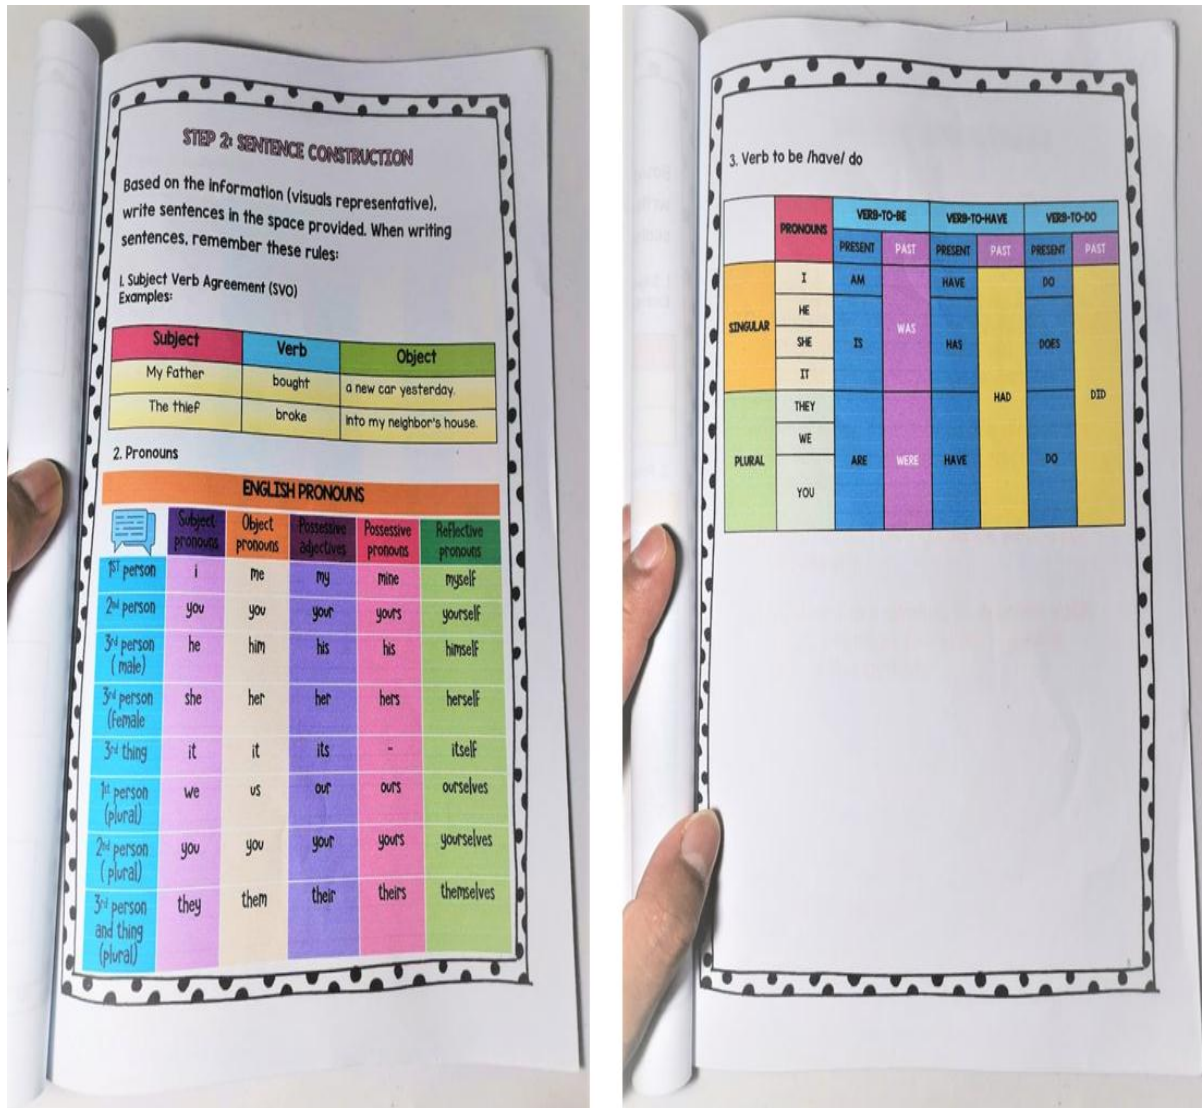 STEP 2: SENTENCE CONSTRUCTION
Based on the information (visuals representative),
write sentences in the space provided. When writing
sentences, remember these rules:
1. Subject Verb Agreement (SVO)
Examples:
Subject Verb Object
My father bought a new car yesterday.
The thief broke into my neighbor's house.
2. Pronouns
ENGLISH PRONOUNS
Subject pronouns Object pronouns Possessive adjectives Possessive pronouns Reflective pronouns
1ST person i me my mine myself
2nd person you you your yours yourself
3rd person ( male) he him his his himself
3rd person (female she her her hers herself
3rd thing it it its - itself
1st person (plural) we us our ours ourselves
2nd person ( plural) you you your yours yourselves
3rd person and thing (plural) they them their theirs themselves
3. Verb to be /have/ do
PRONOUNS VERB-TO-BE VERB-TO-HAVE VERB-TO-DO
PRESENT PAST PRESENT PAST PRESENT PAST
SINGULAR I AM WAS HAVE HAD DO DID
HE
SHE IS HAS DOES
IT
PLURAL THEY ARE WERE HAVE DO
WE
YOU